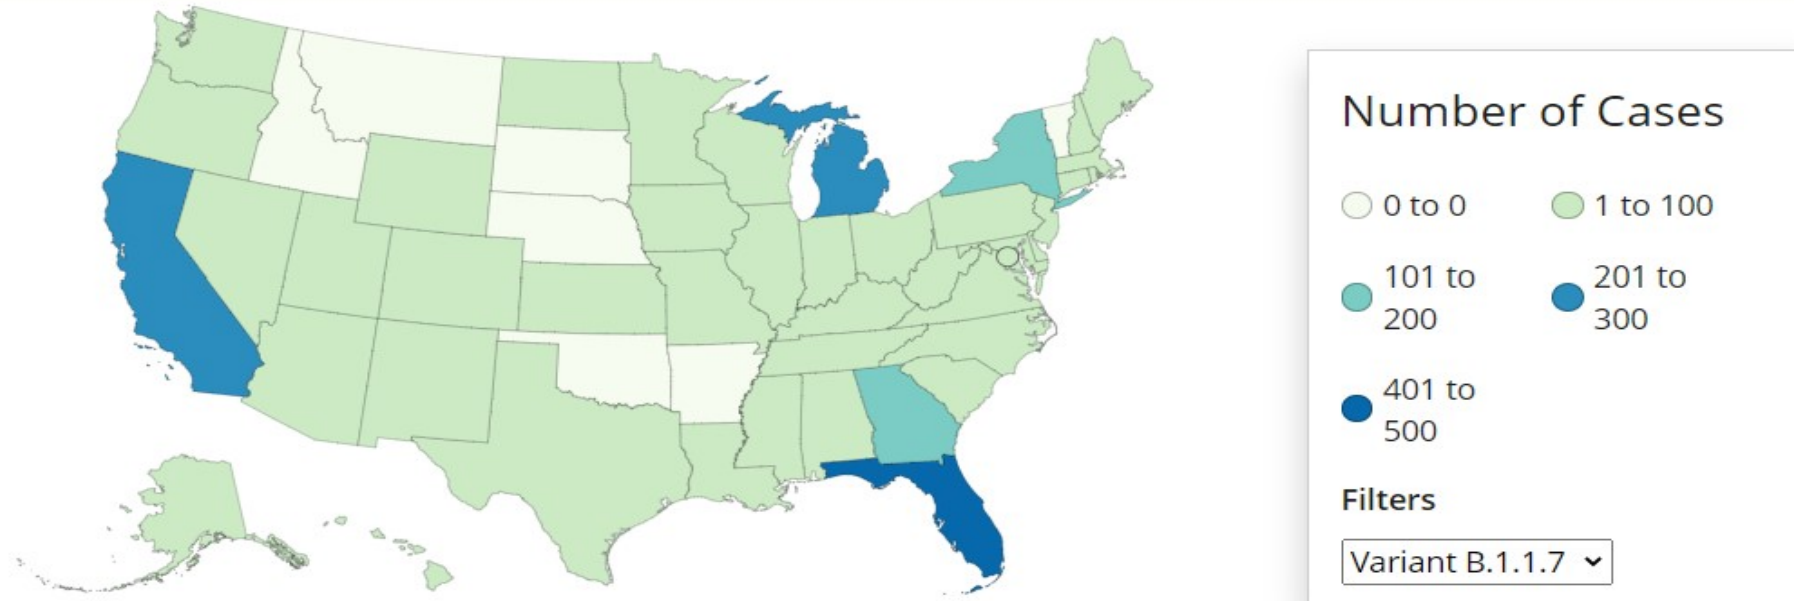 Number of Cases
0 to 0
1 to 100
101 to
200
201 to
300
401 to
500
Filters
Variant B.1.1.7